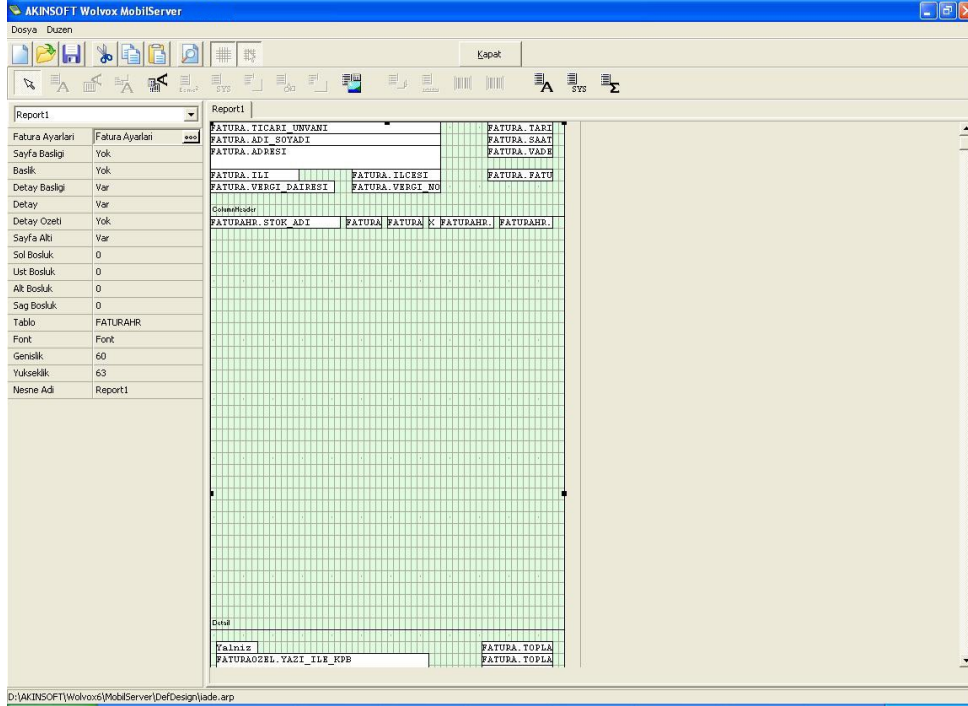 AKINSOFT Wolvox MobilServer
Dosya Duzen
Kapat
SYS SYS Σ
Report1 Report1
Fatura Ayarlari Fatura Ayarlari
Sayfa Basligi Yok
Baslik Yok
Detay Basligi Var
Detay Var
Detay Ozeti Yok
Sayfa Alti Var
Sol Bosluk 0
Ust Bosluk 0
Alt Bosluk 0
Sag Bosluk 0
Tablo FATURAHR
Font Font
Genislik 60
Yukseklik 63
Nesne Adi Report1
FATURA.TICARI_UNVANI FATURA.TARI
FATURA.ADI_SOYADI FATURA.SAAT
FATURA.ADRESI FATURA.VADE
FATURA.ILI FATURA.ILCESI FATURA.FATU
FATURA.VERGI_DAIRESI FATURA.VERGI_NO
ColumnHeader
FATURAHR.STOK_ADI FATURA FATURA X FATURAHR. FATURAHR.
Detail
Yalniz FATURA.TOPLA
FATURAOZEL.YAZI_ILE_KPB FATURA.TOPLA
D:\AKINSOFT\Wolvox6\MobilServer\DefDesign\iade.arp